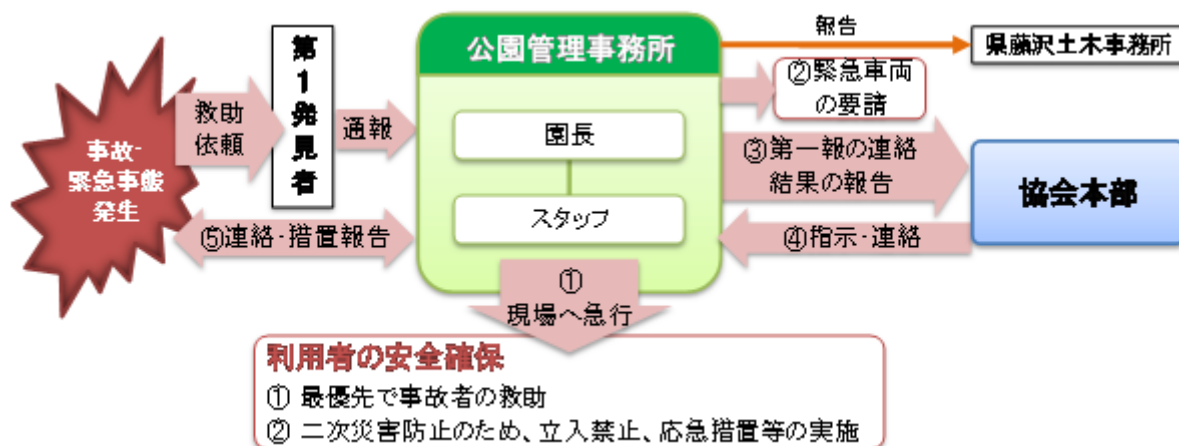 事故・
緊急事態
発生
救助
依頼
第1発見者
通報
公園管理事務所
園長
スタッフ
報告
県藤沢土木事務所
②緊急車両
の要請
③第一報の連絡
結果の報告
協会本部
④指示・連絡
⑤連絡・措置報告
①
現場へ急行
利用者の安全確保
① 最優先で事故者の救助
② 二次災害防止のため、立入禁止、応急措置等の実施